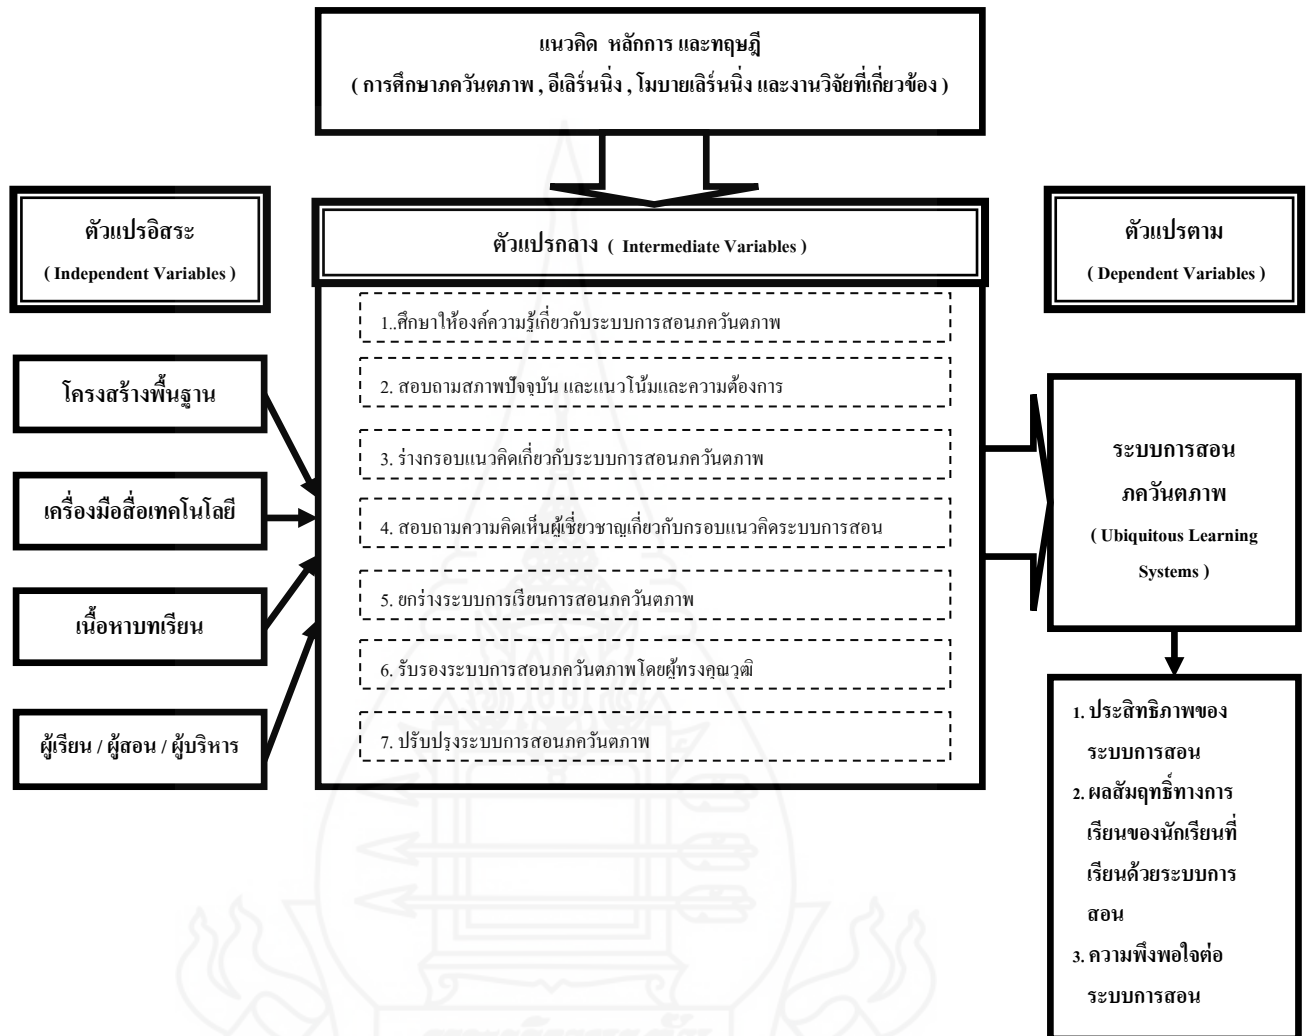 แนวคิด หลักการ และทฤษฎี
( การศึกษาภควันตภาพ , อีเลิร์นนิ่ง , โมบายเลิร์นนิ่ง และงานวิจัยที่เกี่ยวข้อง )
ตัวแปรอิสระ
( Independent Variables )
โครงสร้างพื้นฐาน
เครื่องมือสื่อเทคโนโลยี
เนื้อหาบทเรียน
ผู้เรียน / ผู้สอน / ผู้บริหาร
ตัวแปรกลาง ( Intermediate Variables )
1..ศึกษาให้องค์ความรู้เกี่ยวกับระบบการสอนภควันตภาพ
2. สอบถามสภาพปัจจุบัน และแนวโน้มและความต้องการ
3. ร่างกรอบแนวคิดเกี่ยวกับระบบการสอนภควันตภาพ
4. สอบถามความคิดเห็นผู้เชี่ยวชาญเกี่ยวกับกรอบแนวคิดระบบการสอน
5. ยกร่างระบบการเรียนการสอนภควันตภาพ
6. รับรองระบบการสอนภควันตภาพโดยผู้ทรงคุณวุฒิ
7. ปรับปรุงระบบการสอนภควันตภาพ
ตัวแปรตาม
( Dependent Variables )
ระบบการสอน
ภควันตภาพ
( Ubiquitous Learning
Systems )
1. ประสิทธิภาพของ
ระบบการสอน
2. ผลสัมฤทธิ์ทางการ
เรียนของนักเรียนที่
เรียนด้วยระบบการ
สอน
3. ความพึงพอใจต่อ
ระบบการสอน